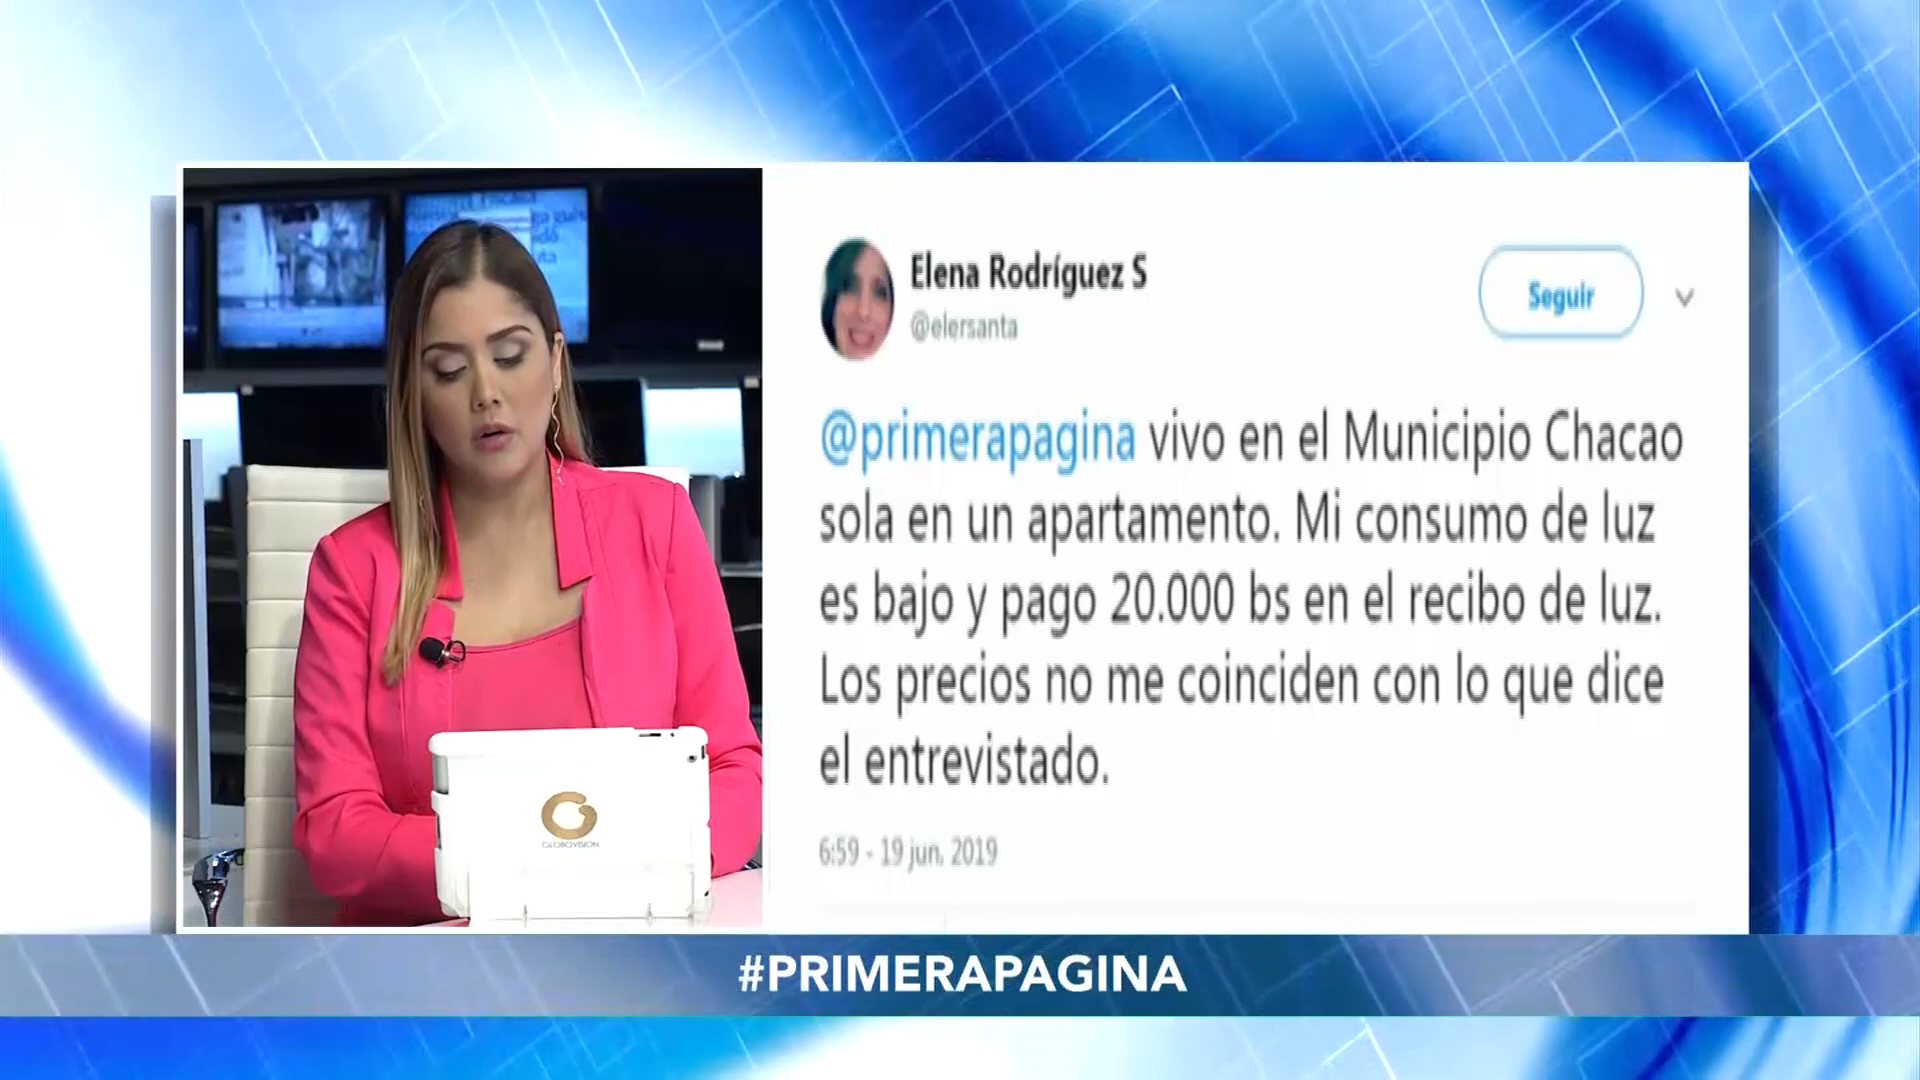 Elena Rodríguez S
@elersanta
Seguir
@primerapagina vivo en el Municipio Chacao
sola en un apartamento. Mi consumo de luz
es bajo y pago 20.000 bs en el recibo de luz.
Los precios no me coinciden con lo que dice
el entrevistado.
6:59 - 19 jun. 2019
GLOBOVISION
#PRIMERAPAGINA